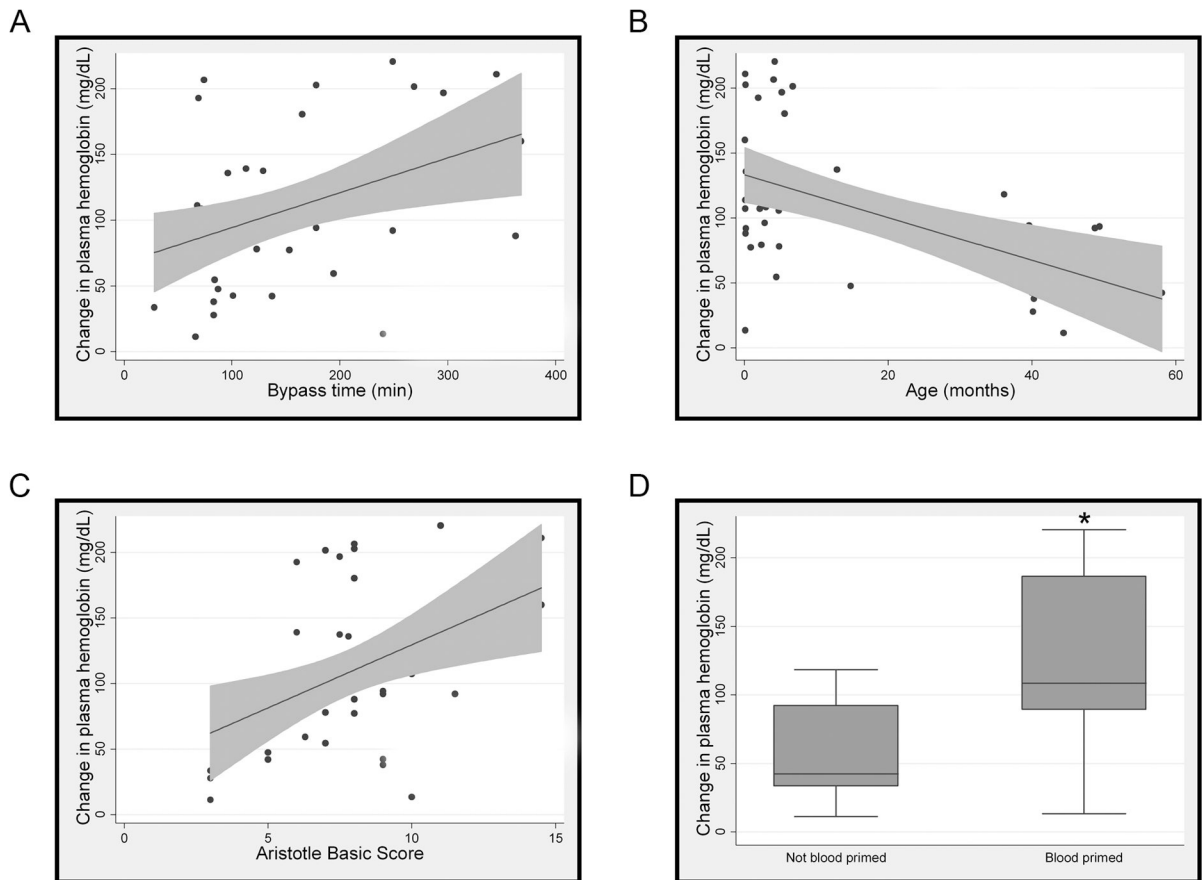 A
Change in plasma hemoglobin (mg/dL)
200
150
100
50
0
0 100 200 300 400
Bypass time (min)
B
Change in plasma hemoglobin (mg/dL)
200
150
100
50
0
0 20 40 60
Age (months)
C
Change in plasma hemoglobin (mg/dL)
200
150
100
50
0
0 5 10 15
Aristotle Basic Score
D
Change in plasma hemoglobin (mg/dL)
200
150
100
50
0
*
Not blood primed Blood primed